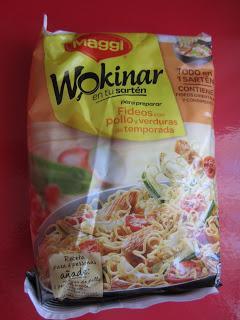 Maggi
Wokinar
en tu sartén
para preparar
Fideos con
pollo y verduras
de temporada
TODO en
1 SARTÉN
CONTIENE
FIDEOS
Receta
para 2 personas
añade: